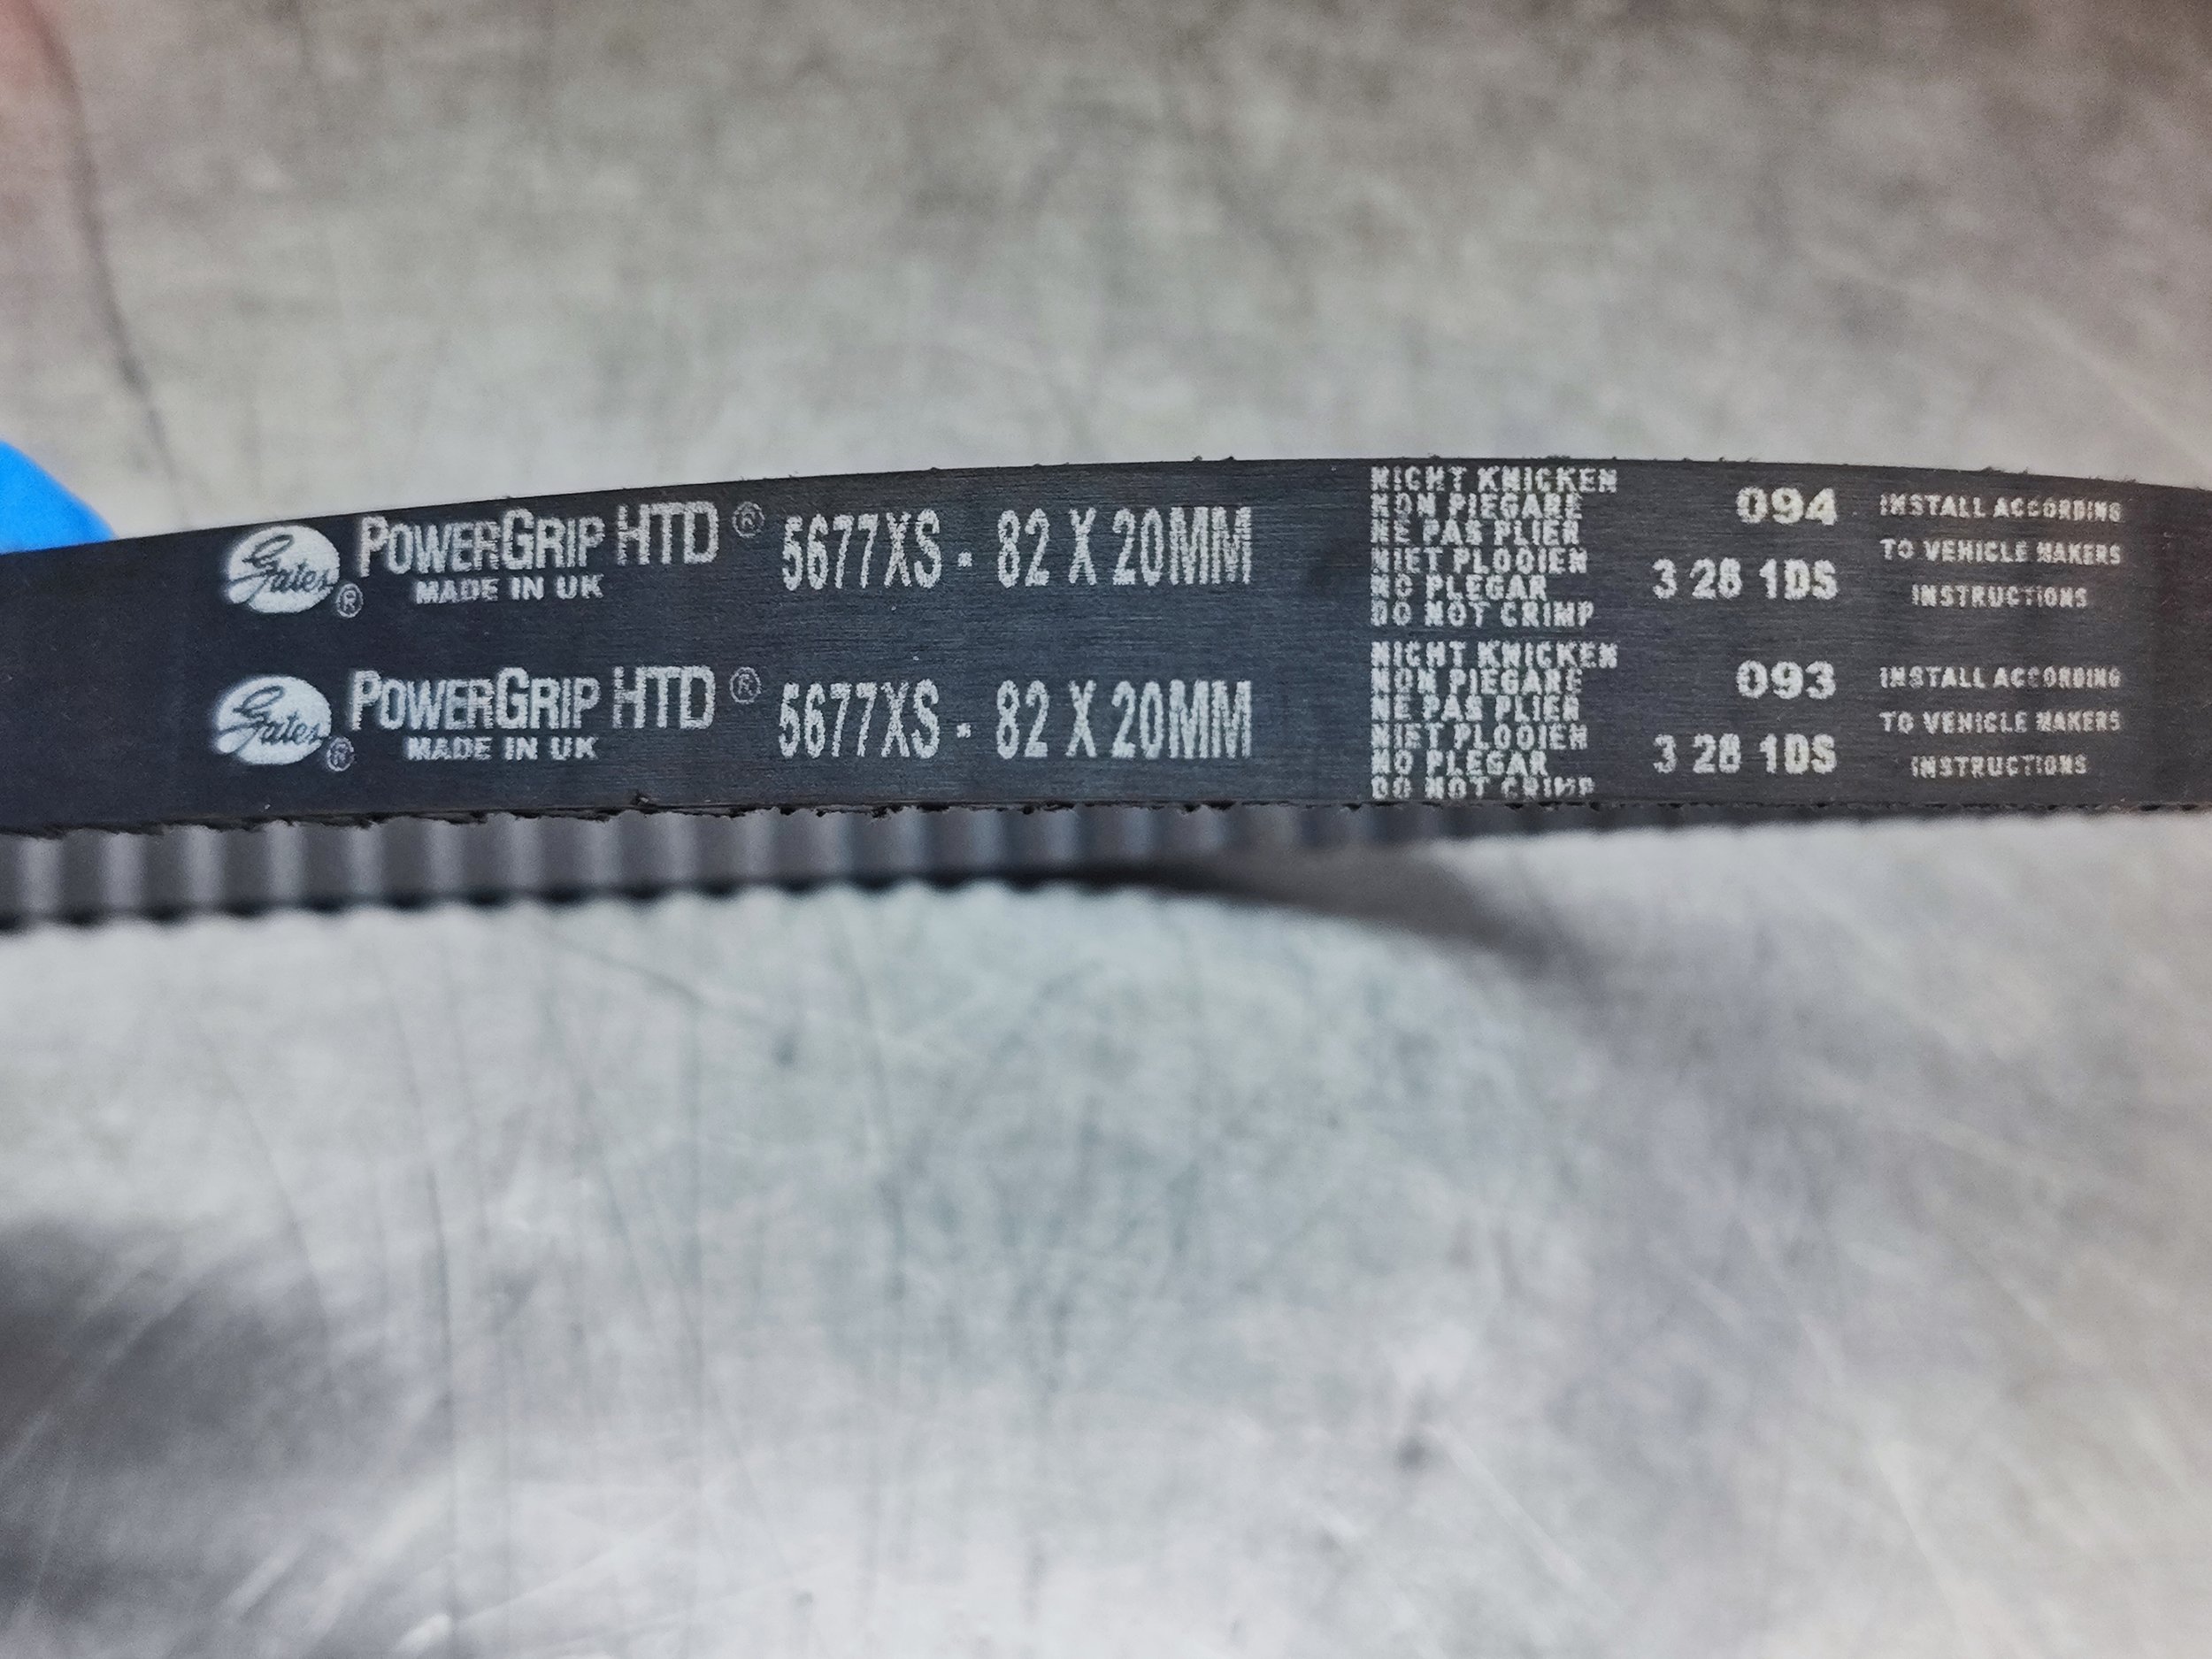 Gates ® POWERGRIP HTD ® 5677XS - 82 X 20MM
MADE IN UK
NICHT KNICKEN
NON PIEGARE
NE PAS PLIER
NIET PLOOIEN
NO PLEGAR
DO NOT CRIMP
094
3 28 1DS
INSTALL ACCORDING
TO VEHICLE MAKERS
INSTRUCTIONS
Gates ® POWERGRIP HTD ® 5677XS - 82 X 20MM
MADE IN UK
NICHT KNICKEN
NON PIEGARE
NE PAS PLIER
NIET PLOOIEN
NO PLEGAR
DO NOT CRIMP
093
3 28 1DS
INSTALL ACCORDING
TO VEHICLE MAKERS
INSTRUCTIONS